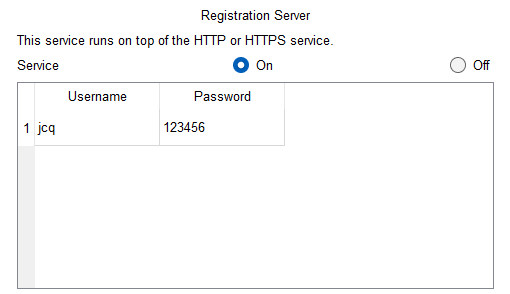 Registration Server
This service runs on top of the HTTP or HTTPS service.
Service On Off
Username Password
1 jcq 123456